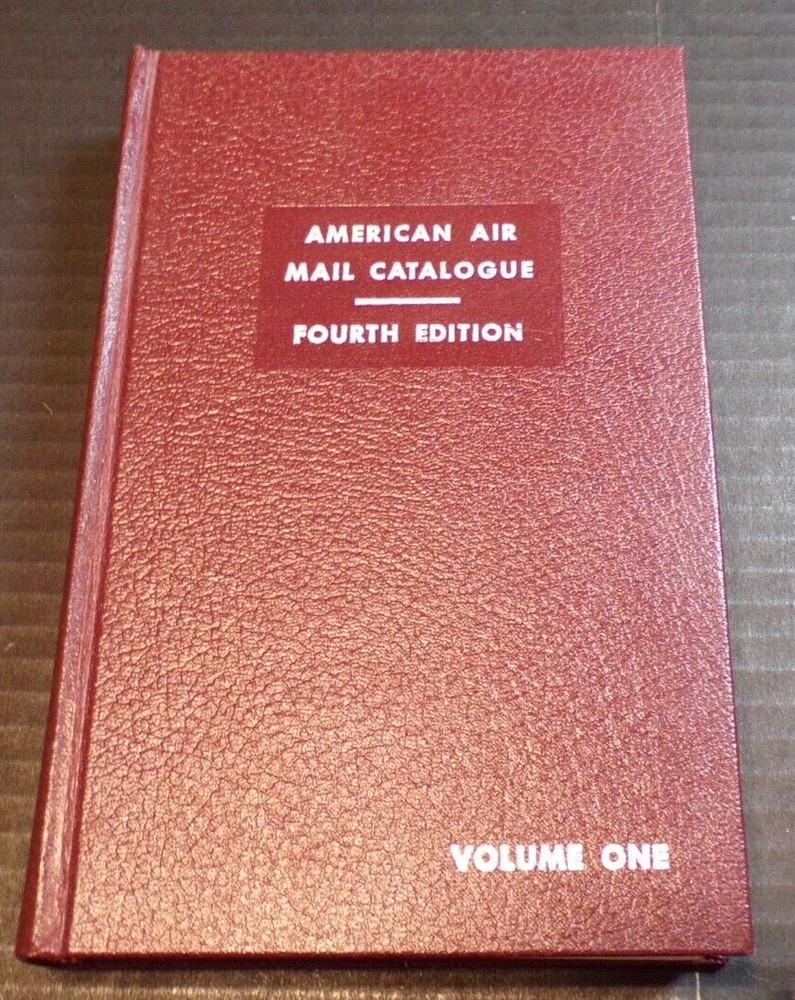 AMERICAN AIR
MAIL CATALOGUE
FOURTH EDITION
VOLUME ONE